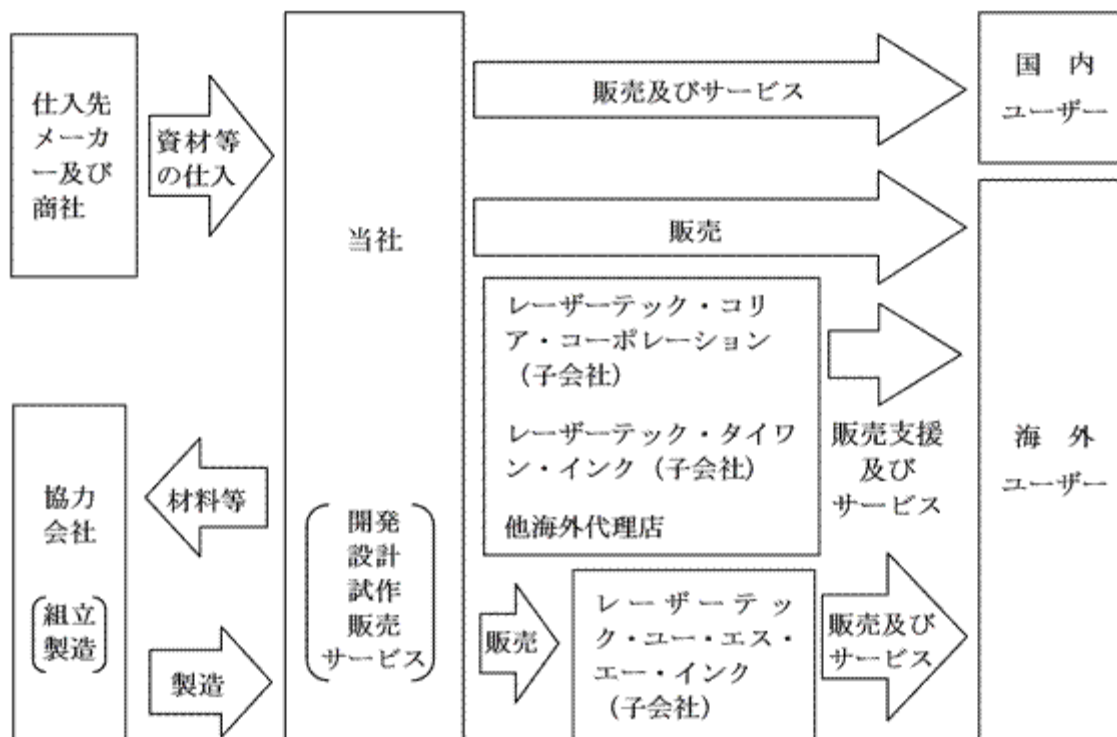 仕入先
メーカ
ー及び
商社
資材等
の仕入
協力
会社
組立
製造
材料等
製造
当社
開発
設計
試作
販売
サービス
販売及びサービス
販売
レーザーテック・コリ
ア・コーポレーション
(子会社)
レーザーテック・タイワ
ン・インク(子会社)
他海外代理店
販売支援
及び
サービス
販売
レーザーテッ
ク・ユー・エス・
エー・インク
(子会社)
販売及び
サービス
国 内
ユーザー
海 外
ユーザー